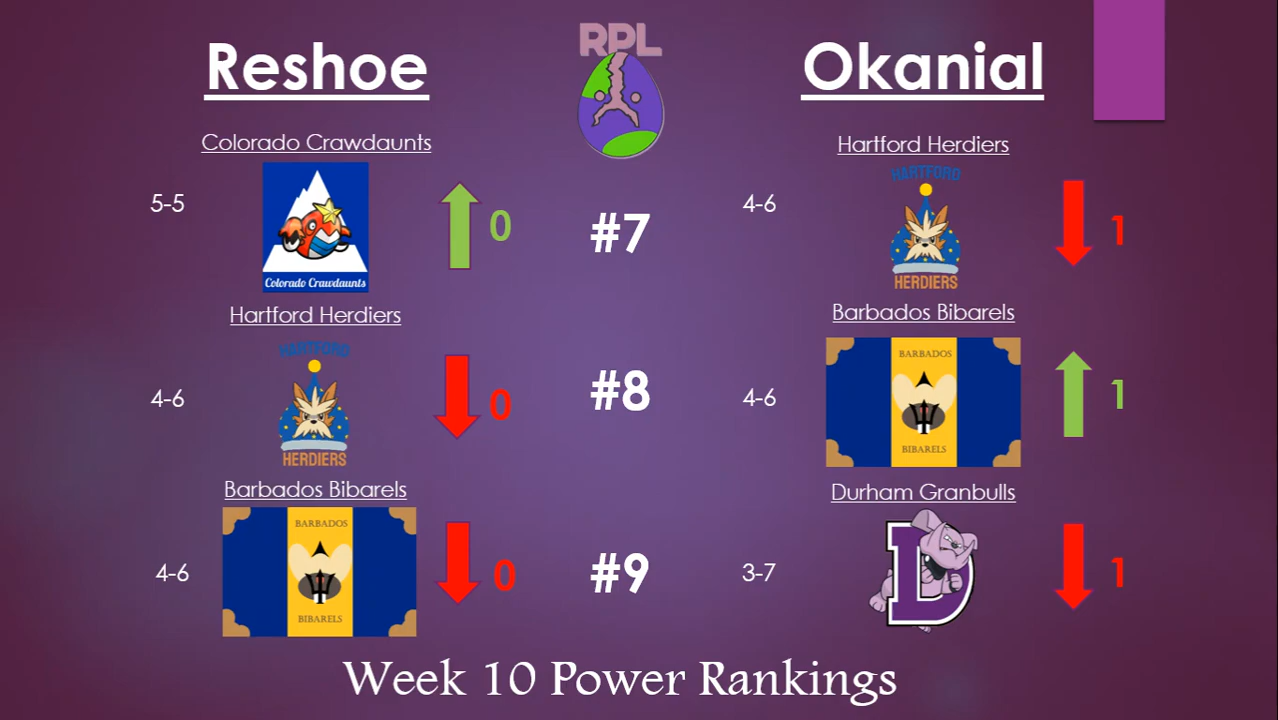 Reshoe
RPL
Okanial
Colorado Crawdaunts
5-5
Colorado Crawdaunts
0
#7
Hartford Herdiers
4-6
HARTFORD
HERDIERS
1
Hartford Herdiers
4-6
HARTFORD
HERDIERS
0
#8
Barbados Bibarels
4-6
BARBADOS
BIBARELS
1
Barbados Bibarels
4-6
BARBADOS
BIBARELS
0
#9
Durham Granbulls
3-7
D
1
Week 10 Power Rankings